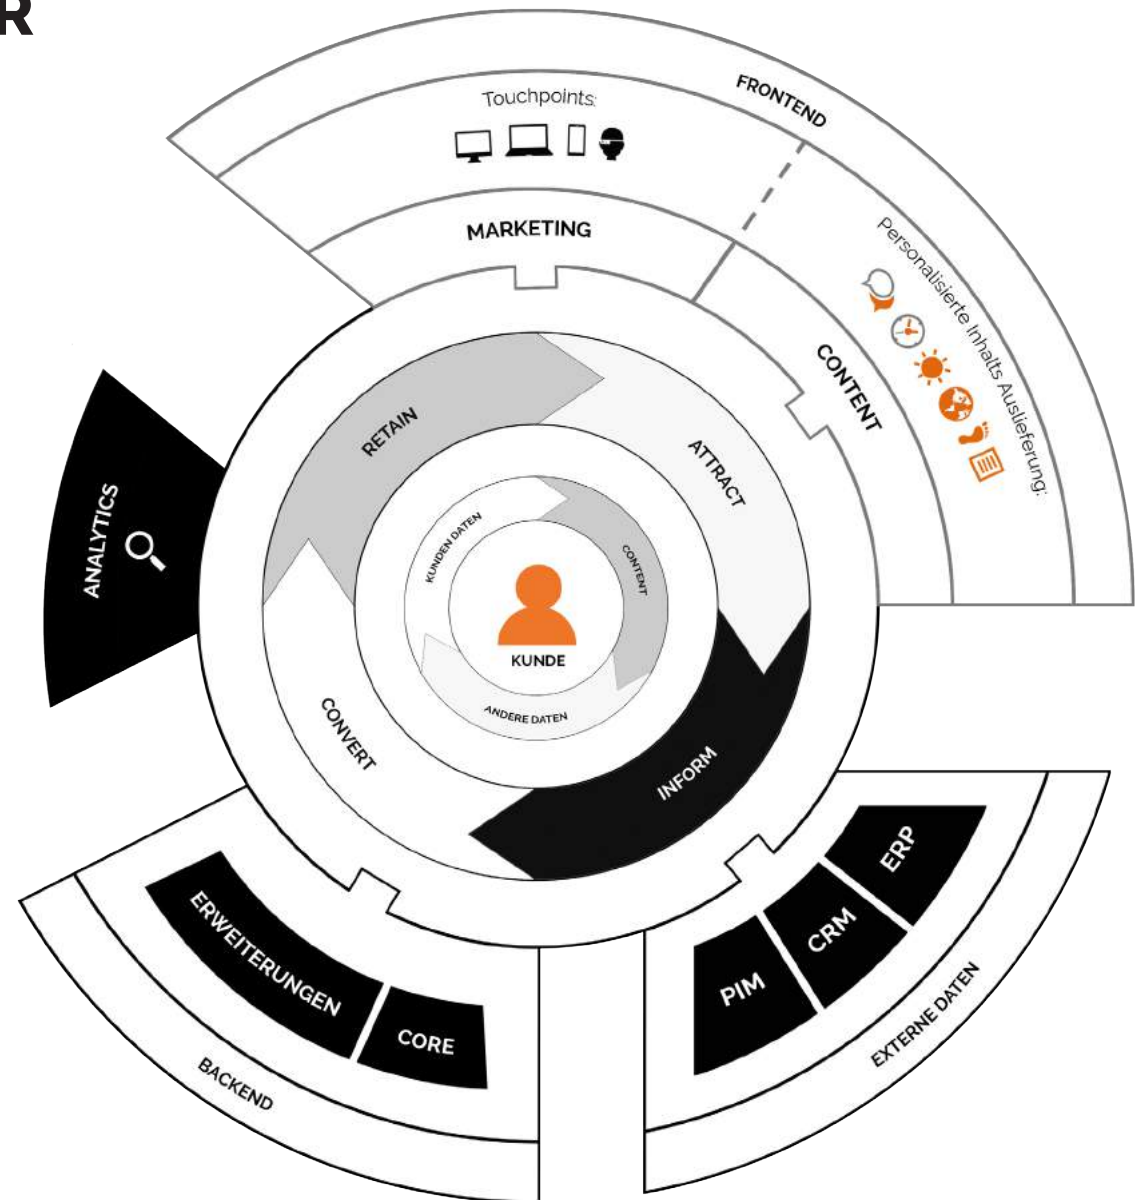 R
FRONTEND
Touchpoints:
MARKETING
Personalisierte Inhalts Auslieferung:
CONTENT
RETAIN
ATTRACT
ANALYTICS
KUNDEN DATEN
CONTENT
KUNDE
ANDERE DATEN
CONVERT
INFORM
ERP
CRM
PIM
EXTERNE DATEN
ERWEITERUNGEN
CORE
BACKEND